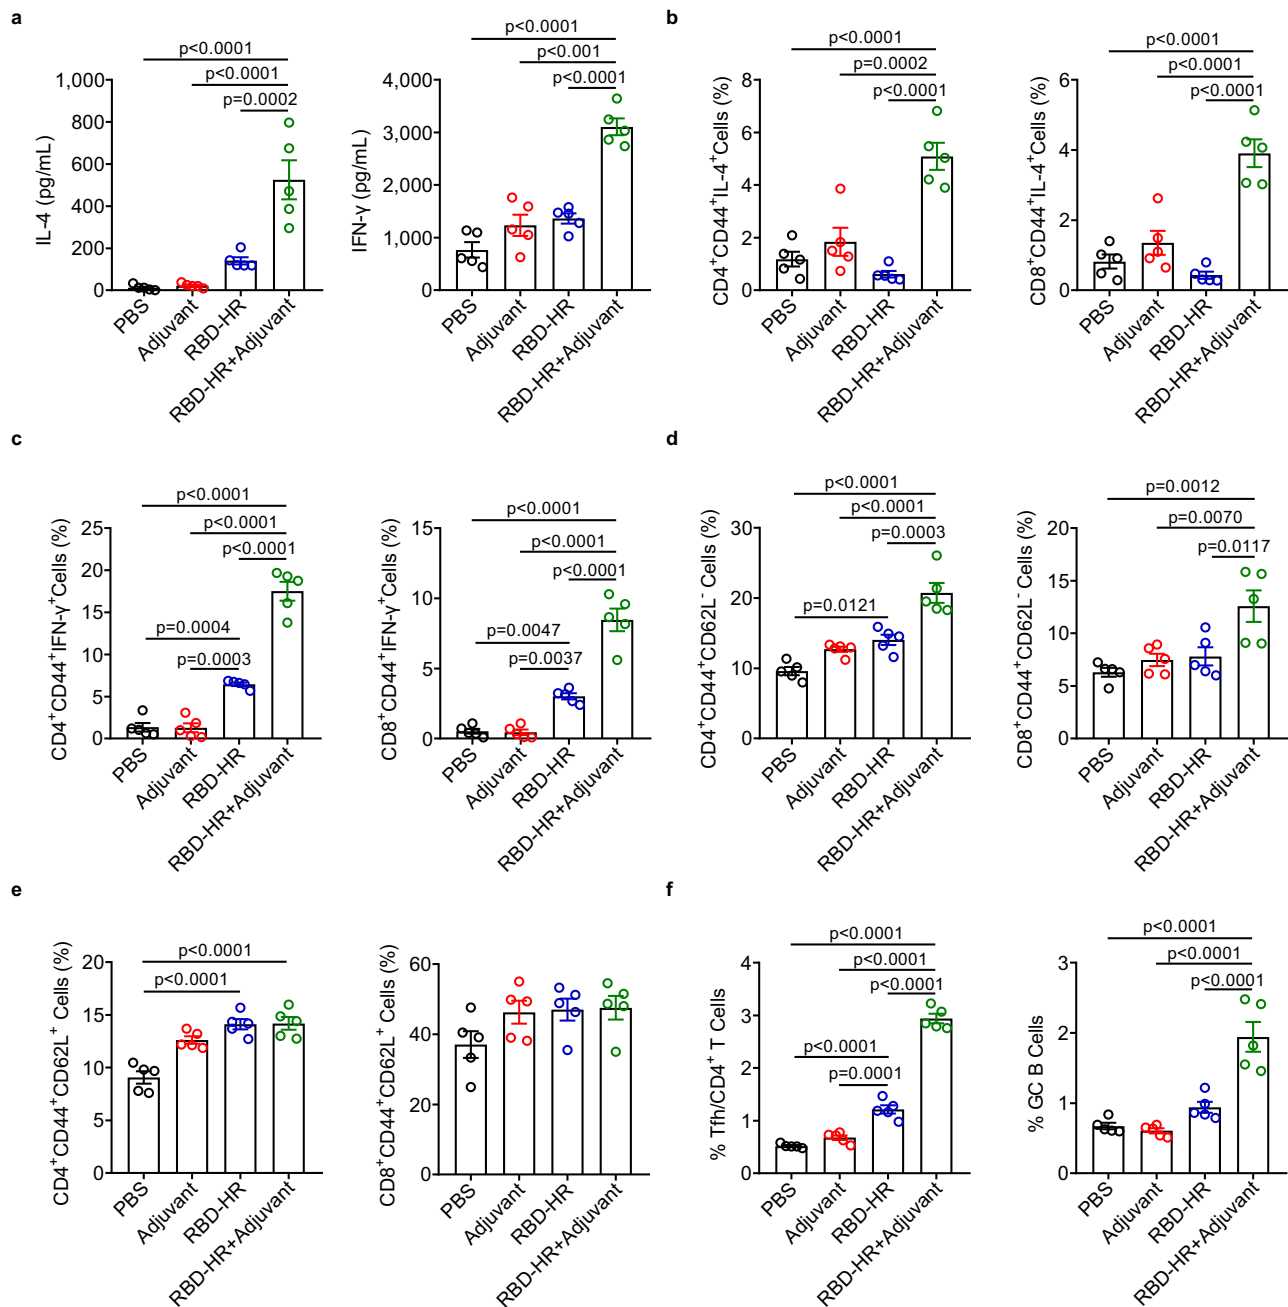 a
p<0.0001
p<0.0001
p=0.0002
1,000
800
600
400
200
0
IL-4 (pg/mL)
PBS
Adjuvant
RBD-HR
RBD-HR+Adjuvant
p<0.0001
p<0.001
p<0.0001
4,000
3,000
2,000
1,000
0
IFN-γ (pg/mL)
PBS
Adjuvant
RBD-HR
RBD-HR+Adjuvant
b
p<0.0001
p=0.0002
p<0.0001
8
6
4
2
0
CD4⁺CD44⁺IL-4⁺Cells (%)
PBS
Adjuvant
RBD-HR
RBD-HR+Adjuvant
p<0.0001
p<0.0001
p<0.0001
6
4
2
0
CD8⁺CD44⁺IL-4⁺Cells (%)
PBS
Adjuvant
RBD-HR
RBD-HR+Adjuvant
c
p<0.0001
p<0.0001
p<0.0001
p=0.0004
p=0.0003
25
20
15
10
5
0
CD4⁺CD44⁺IFN-γ⁺Cells (%)
PBS
Adjuvant
RBD-HR
RBD-HR+Adjuvant
p<0.0001
p<0.0001
p<0.0001
p=0.0047
p=0.0037
15
10
5
0
CD8⁺CD44⁺IFN-γ⁺Cells (%)
PBS
Adjuvant
RBD-HR
RBD-HR+Adjuvant
d
p<0.0001
p<0.0001
p=0.0003
p=0.0121
30
20
10
0
CD4⁺CD44⁺CD62L⁻ Cells (%)
PBS
Adjuvant
RBD-HR
RBD-HR+Adjuvant
p=0.0012
p=0.0070
p=0.0117
20
15
10
5
0
CD8⁺CD44⁺CD62L⁻ Cells (%)
PBS
Adjuvant
RBD-HR
RBD-HR+Adjuvant
e
p<0.0001
p<0.0001
20
15
10
5
0
CD4⁺CD44⁺CD62L⁺ Cells (%)
PBS
Adjuvant
RBD-HR
RBD-HR+Adjuvant
60
40
20
0
CD8⁺CD44⁺CD62L⁺ Cells (%)
PBS
Adjuvant
RBD-HR
RBD-HR+Adjuvant
f
p<0.0001
p<0.0001
p<0.0001
p<0.0001
p=0.0001
4
3
2
1
0
% Tfh/CD4⁺ T Cells
PBS
Adjuvant
RBD-HR
RBD-HR+Adjuvant
p<0.0001
p<0.0001
p<0.0001
3
2
1
0
% GC B Cells
PBS
Adjuvant
RBD-HR
RBD-HR+Adjuvant